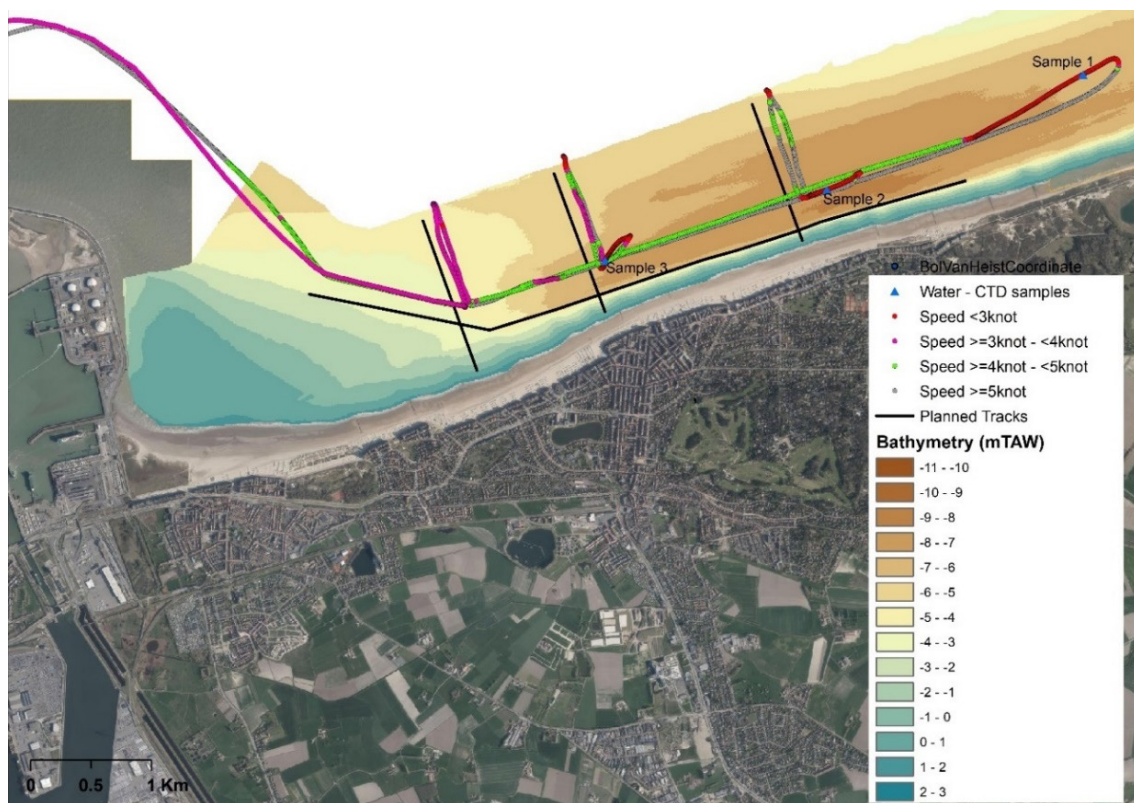 Sample 1
Sample 2
Sample 3
BolVanHeistCoordinate
Water - CTD samples
Speed <3knot
Speed >=3knot - <4knot
Speed >=4knot - <5knot
Speed >=5knot
Planned Tracks
Bathymetry (mTAW)
-11 - -10
-10 - -9
-9 - -8
-8 - -7
-7 - -6
-6 - -5
-5 - -4
-4 - -3
-3 - -2
-2 - -1
-1 - 0
0 - 1
1 - 2
2 - 3
0 0.5 1 Km